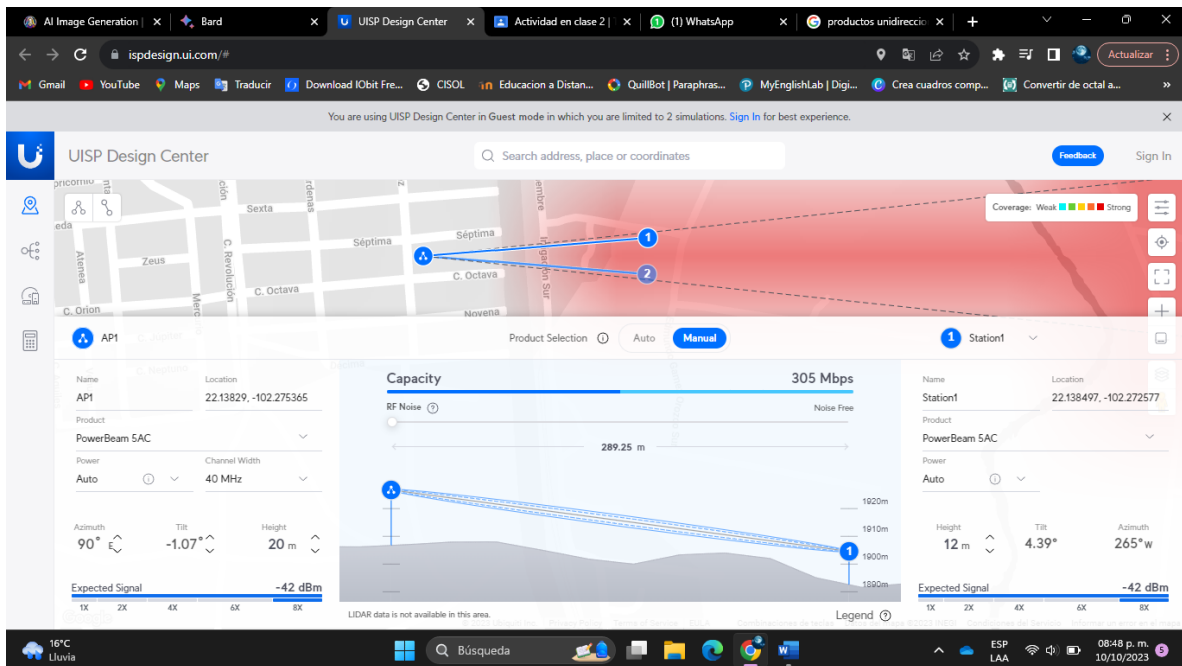 AI Image Generation |
Bard
UISP Design Center
Actividad en clase 2 |
(1) WhatsApp
productos unidireccio
ispdesign.ui.com/#
Actualizar
Gmail
YouTube
Maps
Traducir
Download IObit Fre...
CISOL
Educacion a Distan...
QuillBot | Paraphras...
MyEnglishLab | Digi...
Crea cuadros comp...
Convertir de octal a...
»
You are using UISP Design Center in Guest mode in which you are limited to 2 simulations. Sign In for best experience.
UISP Design Center
Search address, place or coordinates
Feedback
Sign In
Coverage: Weak Strong
Sexta
Séptima
Séptima
Zeus
Atenea
C. Revolución
C. Octava
C. Octava
C. Orion
Novena
1
2
AP1
Product Selection
Auto
Manual
1 Station1
Name
AP1
Location
22.13829, -102.275365
Product
PowerBeam 5AC
Power
Auto
Channel Width
40 MHz
Azimuth
90° E
Tilt
-1.07°
Height
20 m
Expected Signal
-42 dBm
1X 2X 4X 6X 8X
Capacity
305 Mbps
RF Noise
Noise Free
289.25 m
1920m
1910m
1900m
1890m
1
LIDAR data is not available in this area.
Legend
Name
Station1
Location
22.138497, -102.272577
Product
PowerBeam 5AC
Power
Auto
Height
12 m
Tilt
4.39°
Azimuth
265° W
Expected Signal
-42 dBm
1X 2X 4X 6X 8X
16°C
Lluvia
Búsqueda
ESP
LAA
08:48 p. m.
10/10/2023
5